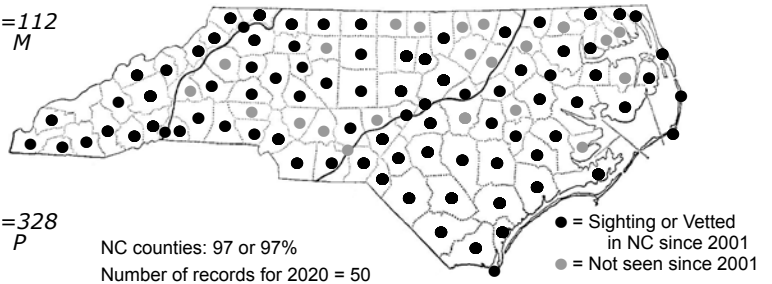 =112
M
=328
P
NC counties: 97 or 97%
Number of records for 2020 = 50
= Sighting or Vetted
in NC since 2001
= Not seen since 2001